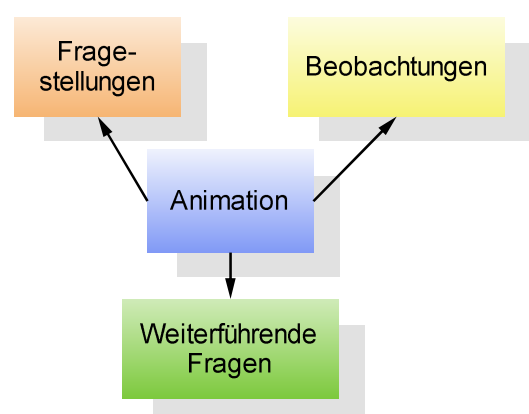 Frage-
stellungen
Beobachtungen
Animation
Weiterführende
Fragen